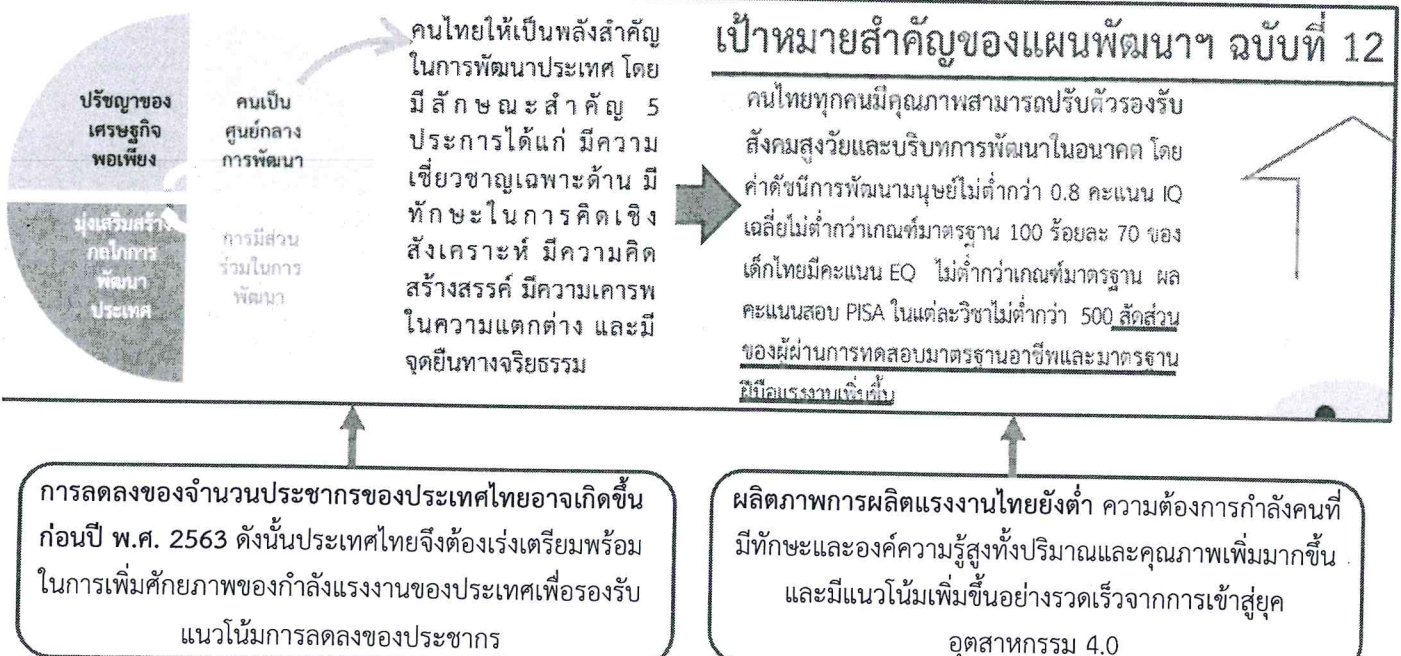 ปรัชญาของ
เศรษฐกิจ
พอเพียง
คนเป็น
ศูนย์กลาง
การพัฒนา
มุ่งเสริมสร้าง
กลไกการ
พัฒนา
ประเทศ
การมีส่วน
ร่วมในการ
พัฒนา
คนไทยให้เป็นพลังสำคัญ
ในการพัฒนาประเทศ โดย
มีลักษณะสำคัญ 5
ประการได้แก่ มีความ
เชี่ยวชาญเฉพาะด้าน มี
ทักษะในการคิดเชิง
สังเคราะห์ มีความคิด
สร้างสรรค์ มีความเคารพ
ในความแตกต่าง และมี
จุดยืนทางจริยธรรม
เป้าหมายสำคัญของแผนพัฒนาฯ ฉบับที่ 12
คนไทยทุกคนมีคุณภาพสามารถปรับตัวรองรับ
สังคมสูงวัยและบริบทการพัฒนาในอนาคต โดย
ค่าดัชนีการพัฒนามนุษย์ไม่ต่ำกว่า 0.8 คะแนน IQ
เฉลี่ยไม่ต่ำกว่าเกณฑ์มาตรฐาน 100 ร้อยละ 70 ของ
เด็กไทยมีคะแนน EQ ไม่ต่ำกว่าเกณฑ์มาตรฐาน ผล
คะแนนสอบ PISA ในแต่ละวิชาไม่ต่ำกว่า 500 สัดส่วน
ของผู้ผ่านการทดสอบมาตรฐานอาชีพและมาตรฐาน
ฝีมือแรงงานเพิ่มขึ้น
การลดลงของจำนวนประชากรของประเทศไทยอาจเกิดขึ้น
ก่อนปี พ.ศ. 2563 ดังนั้นประเทศไทยจึงต้องเร่งเตรียมพร้อม
ในการเพิ่มศักยภาพของกำลังแรงงานของประเทศเพื่อรองรับ
แนวโน้มการลดลงของประชากร
ผลิตภาพการผลิตแรงงานไทยยังต่ำ ความต้องการกำลังคนที่
มีทักษะและองค์ความรู้สูงทั้งปริมาณและคุณภาพเพิ่มมากขึ้น
และมีแนวโน้มเพิ่มขึ้นอย่างรวดเร็วจากการเข้าสู่ยุค
อุตสาหกรรม 4.0